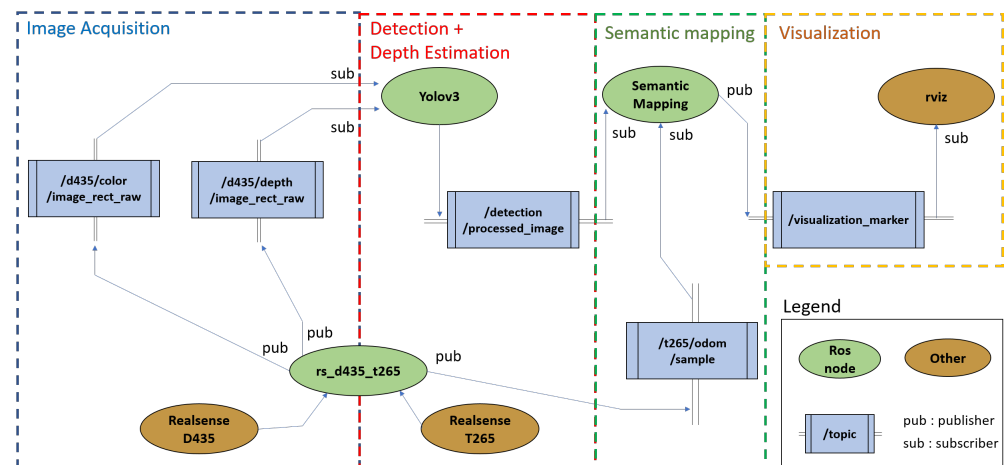 Image Acquisition
Detection +
Depth Estimation
Semantic mapping
Visualization
sub
sub
Yolov3
Semantic
Mapping
pub
sub
sub
rviz
sub
/d435/color
/image_rect_raw
/d435/depth
/image_rect_raw
/detection
/processed_image
/visualization_marker
pub
pub
rs_d435_t265
pub
/t265/odom
/sample
Realsense
D435
Realsense
T265
Legend
Ros
node
Other
/topic
pub : publisher
sub : subscriber